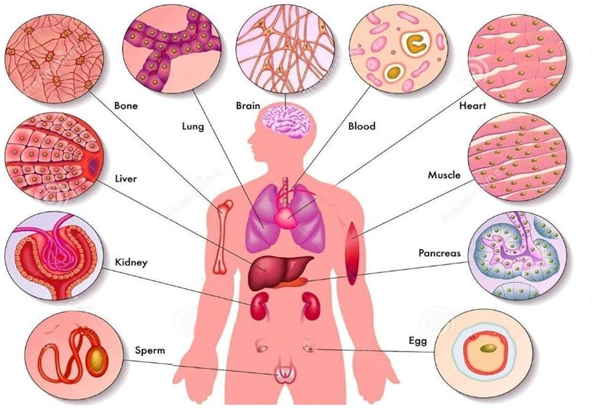 Bone
Lung
Brain
Blood
Heart
Liver
Muscle
Kidney
Pancreas
Sperm
Egg